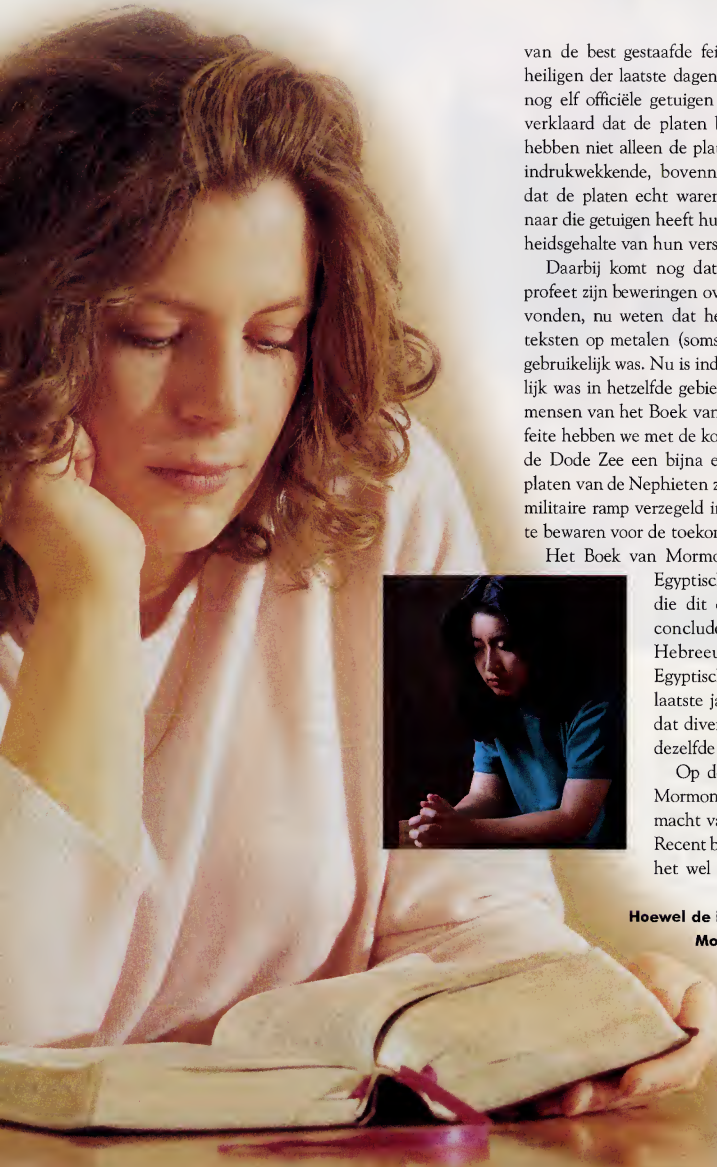 van de best gestaafde fei
heiligen der laatste dagen
nog elf officiële getuigen
verklaard dat de platen
hebben niet alleen de plat
indrukwekkende, bovenn
dat de platen echt waren
naar die getuigen heeft hu
heidsgehalte van hun vers
Daarbij komt nog dat
profeet zijn beweringen ov
vonden, nu weten dat he
teksten op metalen (soms
gebruikelijk was. Nu is ind
lijk was in hetzelfde gebie
mensen van het Boek van
feite hebben we met de ko
de Dode Zee een bijna e
platen van de Nephieten z
militaire ramp verzegeld in
te bewaren voor de toekor
Het Boek van Mormo
Egyptisch
die dit
conclude
Hebreeu
Egyptisch
laatste ja
dat diver
dezelfde
Op d
Mormon
macht va
Recent b
het wel
Hoewel de
Mo